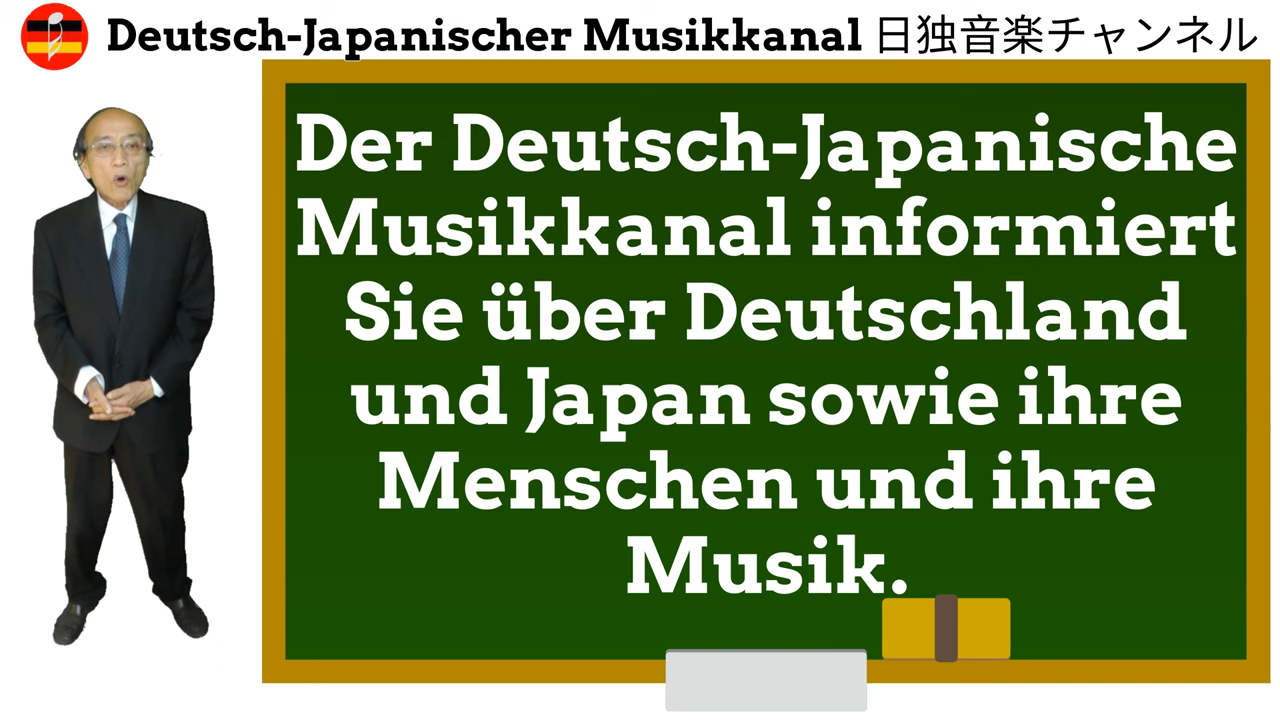 Deutsch-Japanischer Musikkanal 日独音楽チャンネル
Der Deutsch-Japanische
Musikkanal informiert
Sie über Deutschland
und Japan sowie ihre
Menschen und ihre
Musik.